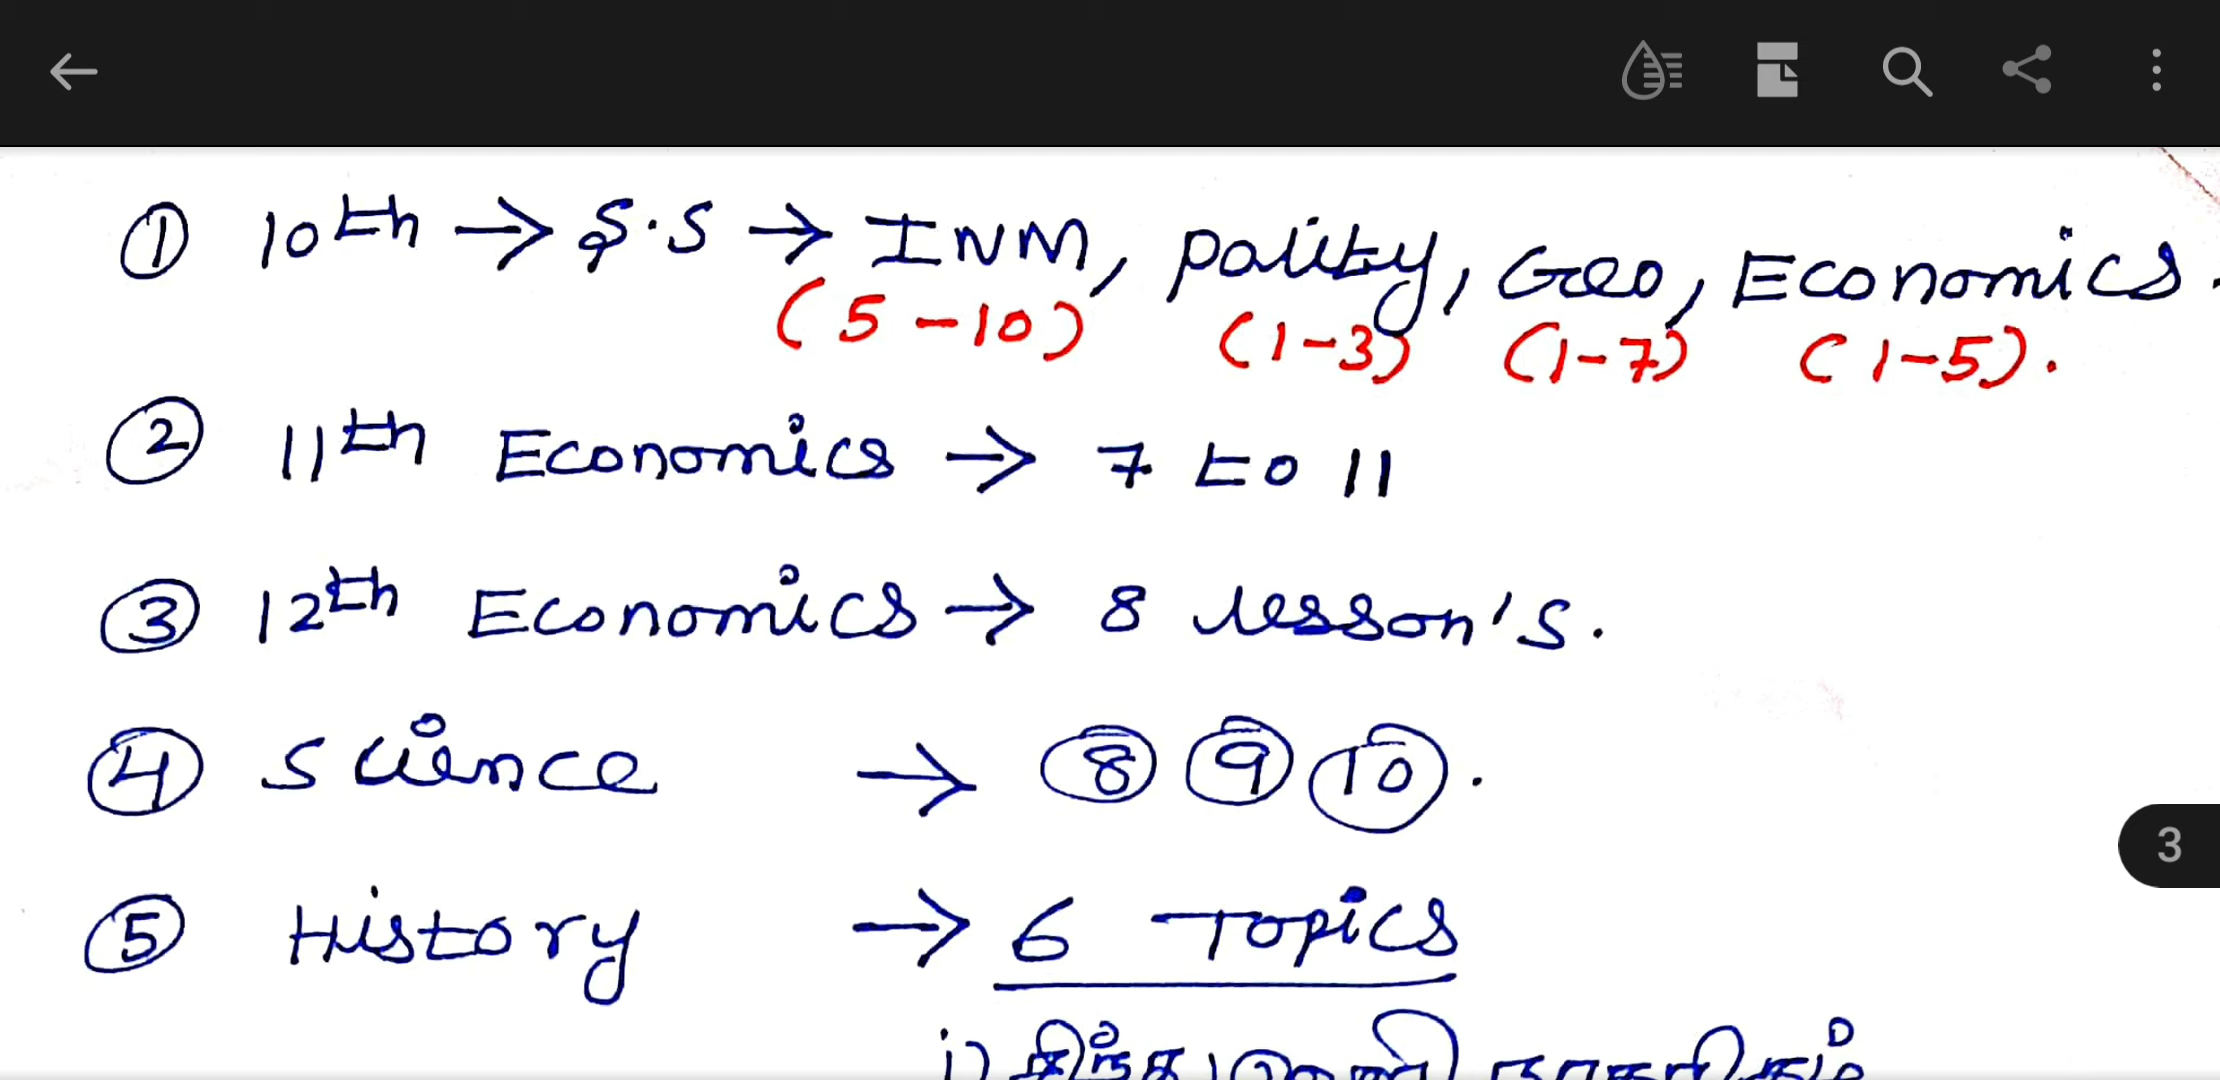 ① 10th → S.S → INM, Polity, Geo, Economics.
(5-10) (1-3) (1-7) (1-5).
② 11th Economics → 7 to 11
③ 12th Economics → 8 lesson's.
④ Science → ⑧ ⑨ ⑩.
3
⑤ History → 6 Topics
i)